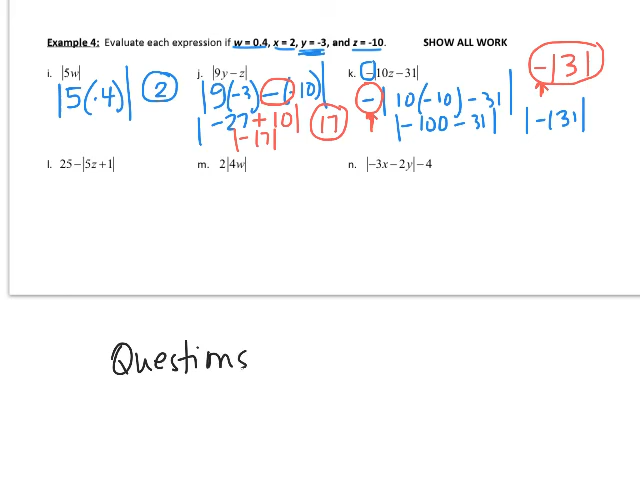 Example 4: Evaluate each expression if w = 0.4, x = 2, y = -3, and z = -10. SHOW ALL WORK
i. |5w| j. |9y − z| k. −|10z − 31|
|5(.4)| 2 |9(-3) − (-10)| − |10(-10) − 31| −131
|-27 + 10| 17 |-100 − 31| |-131|
|-17|
l. 25 − |5z + 1| m. 2|4w| n. |−3x − 2y| − 4
Questions